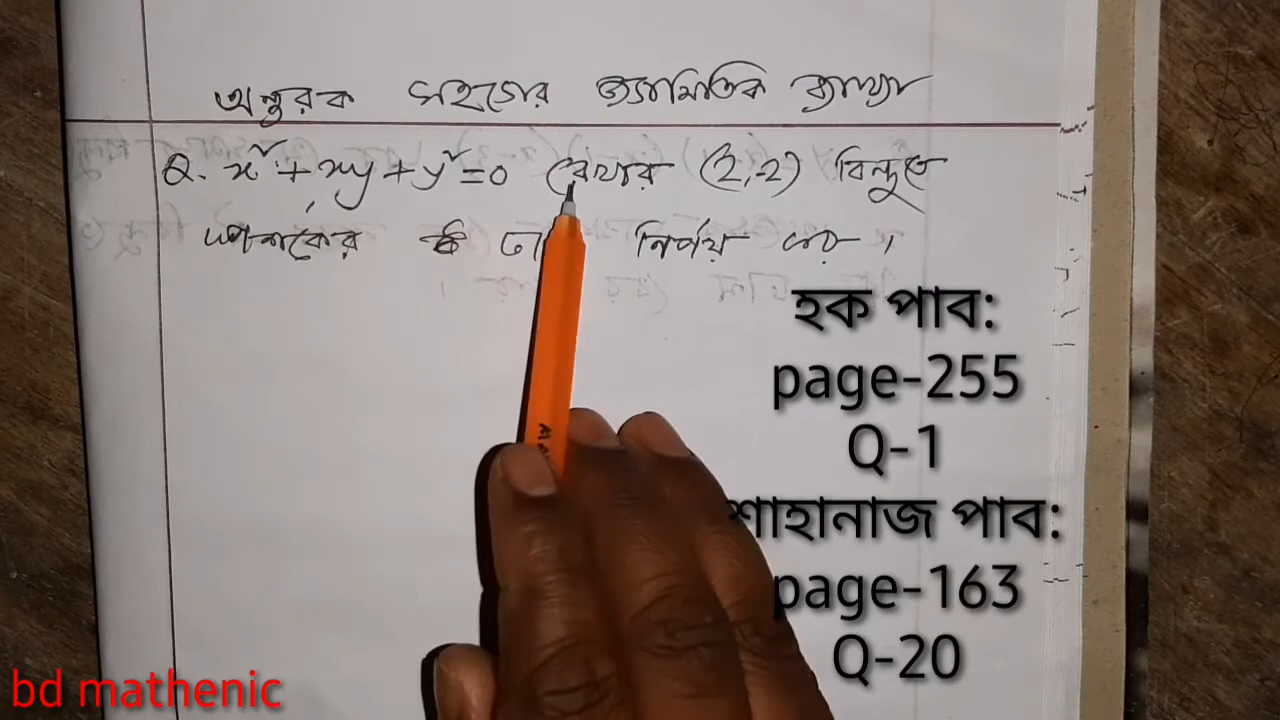 অন্তরক সহগের জ্যামিতিক ব্যাখ্যা
Q. x²+xy+y²=0 রেখার (2,-2) বিন্দুতে
স্পর্শকের নির্ণয় কর।
হক পাব:
page-255
Q-1
শাহানাজ পাব:
page-163
Q-20
bd mathenic